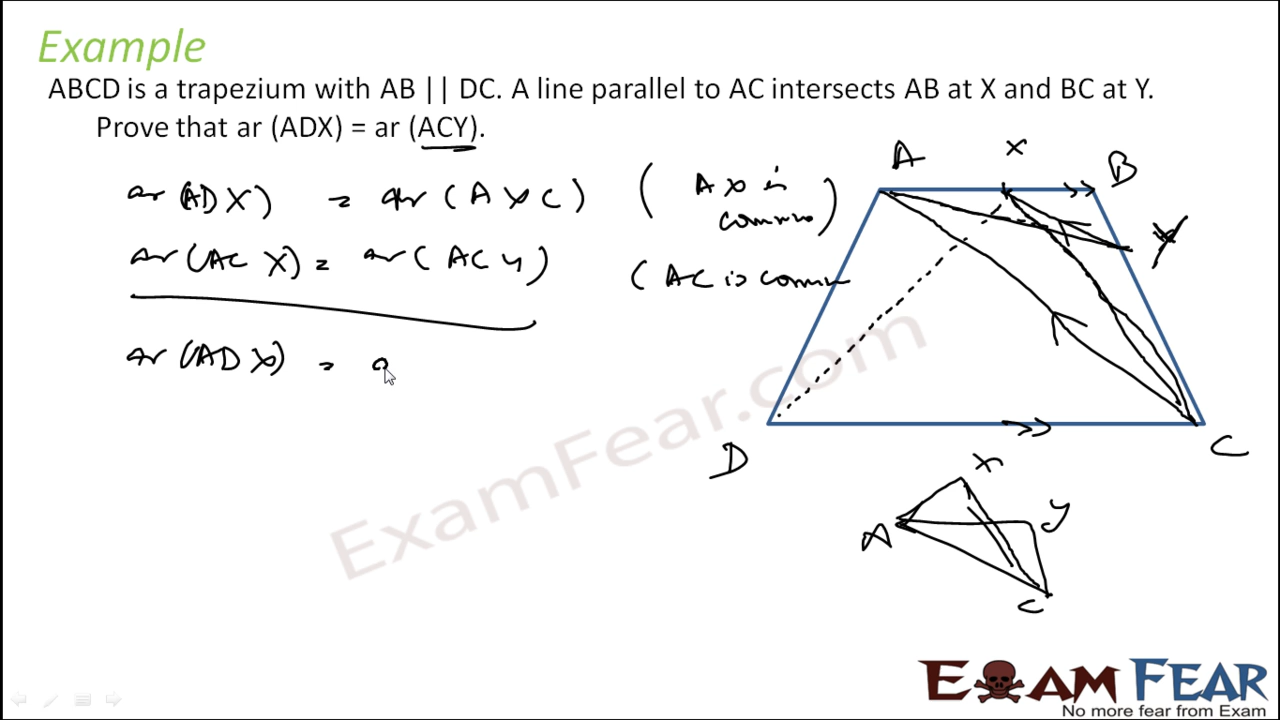 Example
ABCD is a trapezium with AB || DC. A line parallel to AC intersects AB at X and BC at Y.
Prove that ar (ADX) = ar (ACY).
ar (ADX) = ar (AXC) (AX is common)
ar (ACX) = ar (ACY) (AC is common
ar (ADX) = a
A
X
B
Y
D
C
X
A
Y
C
ExamFear.com
EXAM FEAR
No more fear from Exam